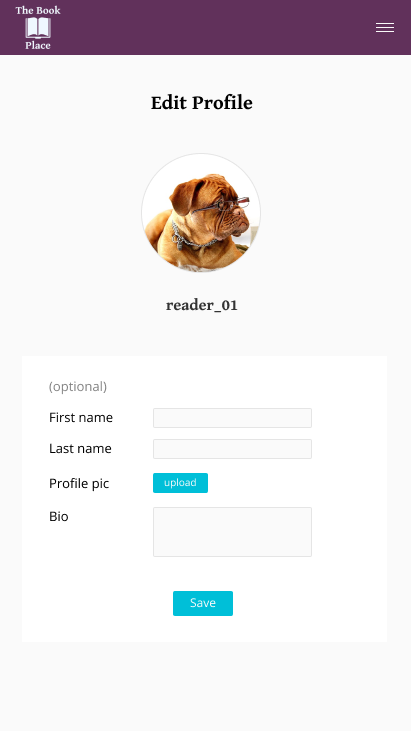 The Book
Place
Edit Profile
reader_01
(optional)
First name
Last name
Profile pic
upload
Bio
Save